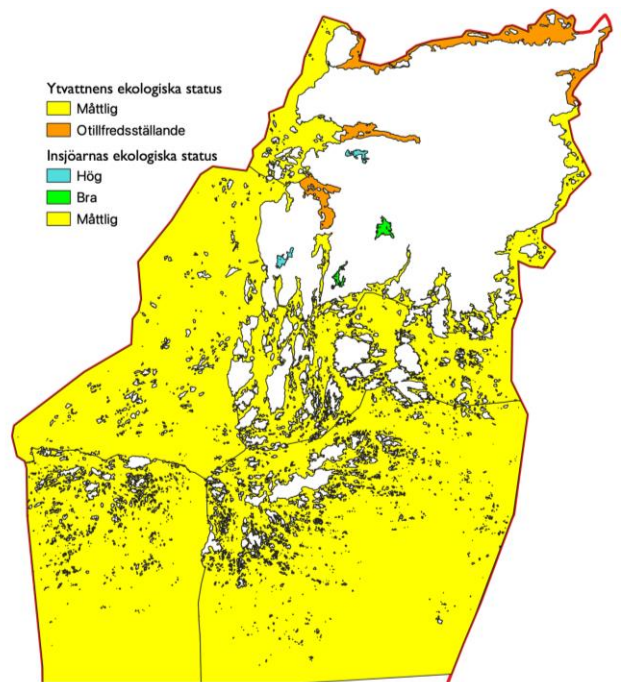 Ytvattnens ekologiska status
Måttlig
Otillfredsställande
Insjöarnas ekologiska status
Hög
Bra
Måttlig